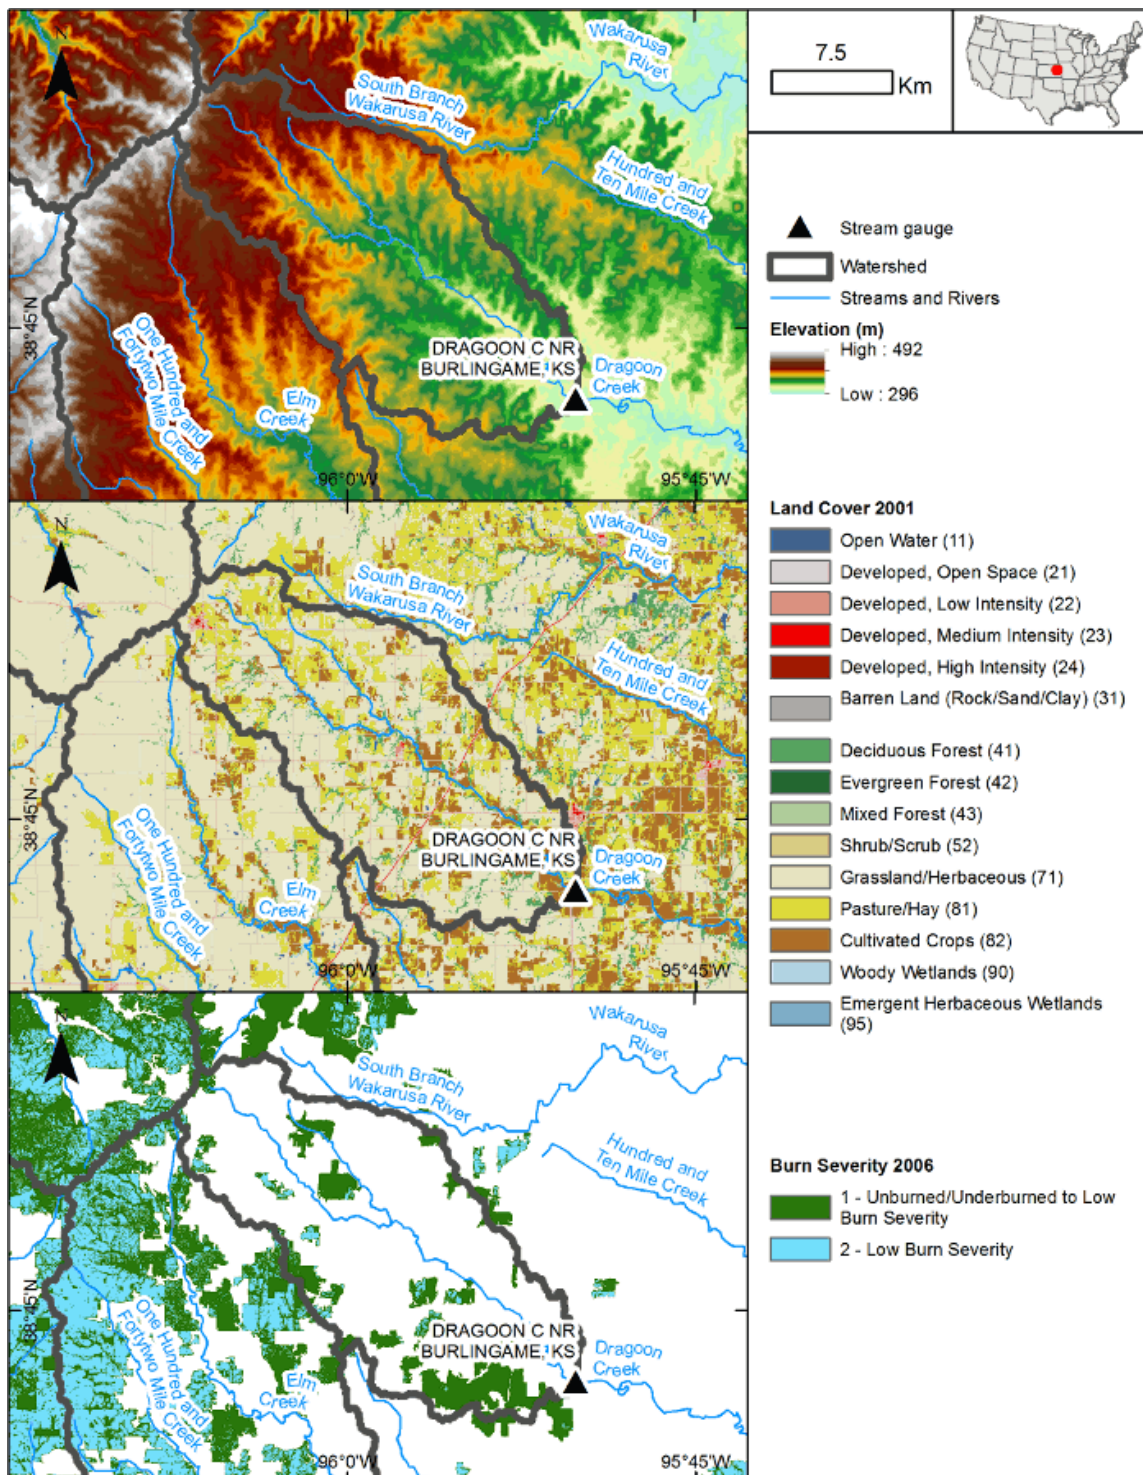 N
Wakarusa
River
South Branch
Wakarusa River
Hundred and
Ten Mile Creek
38°45'N
One Hundred and
Fortytwo Mile Creek
Elm
Creek
DRAGOON C NR
BURLINGAME, KS
Dragoon
Creek
96°0'W
95°45'W
N
Wakarusa
River
South Branch
Wakarusa River
Hundred and
Ten Mile Creek
38°45'N
One Hundred and
Fortytwo Mile Creek
Elm
Creek
DRAGOON C NR
BURLINGAME, KS
Dragoon
Creek
96°0'W
95°45'W
N
Wakarusa
River
South Branch
Wakarusa River
Hundred and
Ten Mile Creek
38°45'N
One Hundred and
Fortytwo Mile Creek
Elm
Creek
DRAGOON C NR
BURLINGAME, KS
Dragoon
Creek
96°0'W
95°45'W
7.5
Km
Stream gauge
Watershed
Streams and Rivers
Elevation (m)
High : 492
Low : 296
Land Cover 2001
Open Water (11)
Developed, Open Space (21)
Developed, Low Intensity (22)
Developed, Medium Intensity (23)
Developed, High Intensity (24)
Barren Land (Rock/Sand/Clay) (31)
Deciduous Forest (41)
Evergreen Forest (42)
Mixed Forest (43)
Shrub/Scrub (52)
Grassland/Herbaceous (71)
Pasture/Hay (81)
Cultivated Crops (82)
Woody Wetlands (90)
Emergent Herbaceous Wetlands
(95)
Burn Severity 2006
1 - Unburned/Underburned to Low
Burn Severity
2 - Low Burn Severity